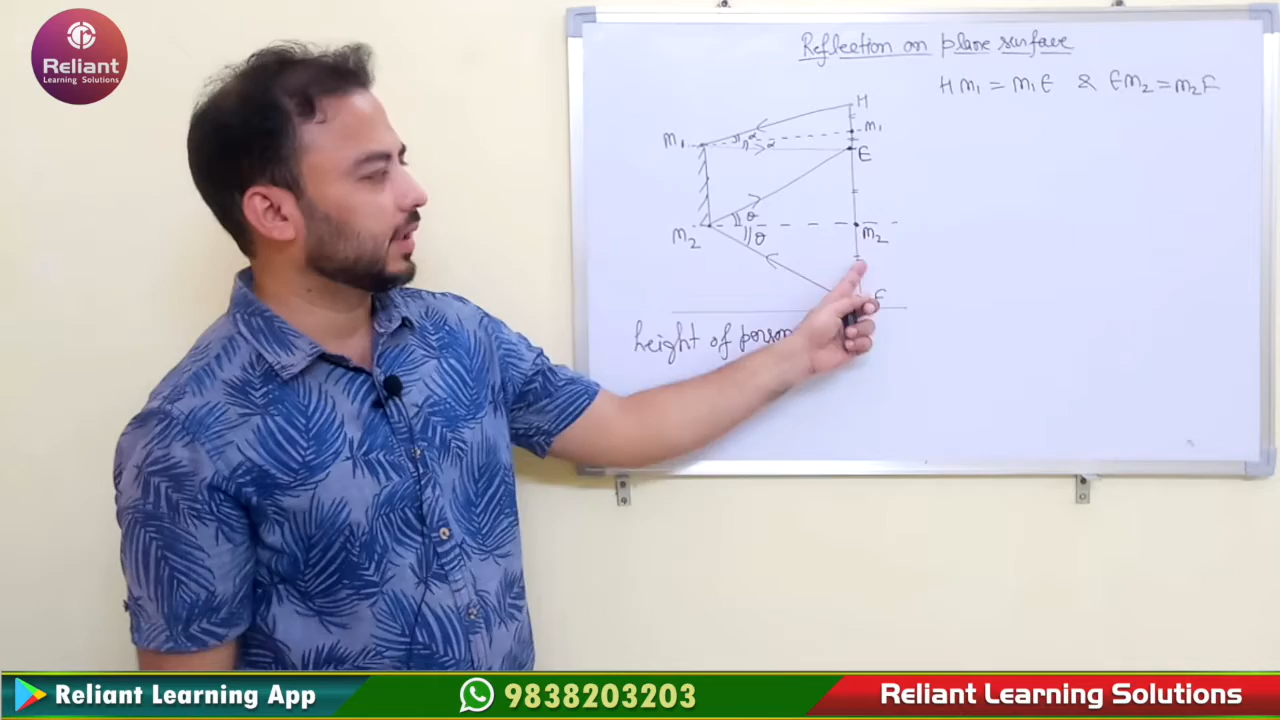 Reliant
Learning Solutions
Reflection on plane surface
Hm₁ = m₁E & Em₂ = m₂F
H
m₁
m₁
α
α
E
θ
m₂
m₂
θ
F
height of person
Reliant Learning App
9838203203
Reliant Learning Solutions